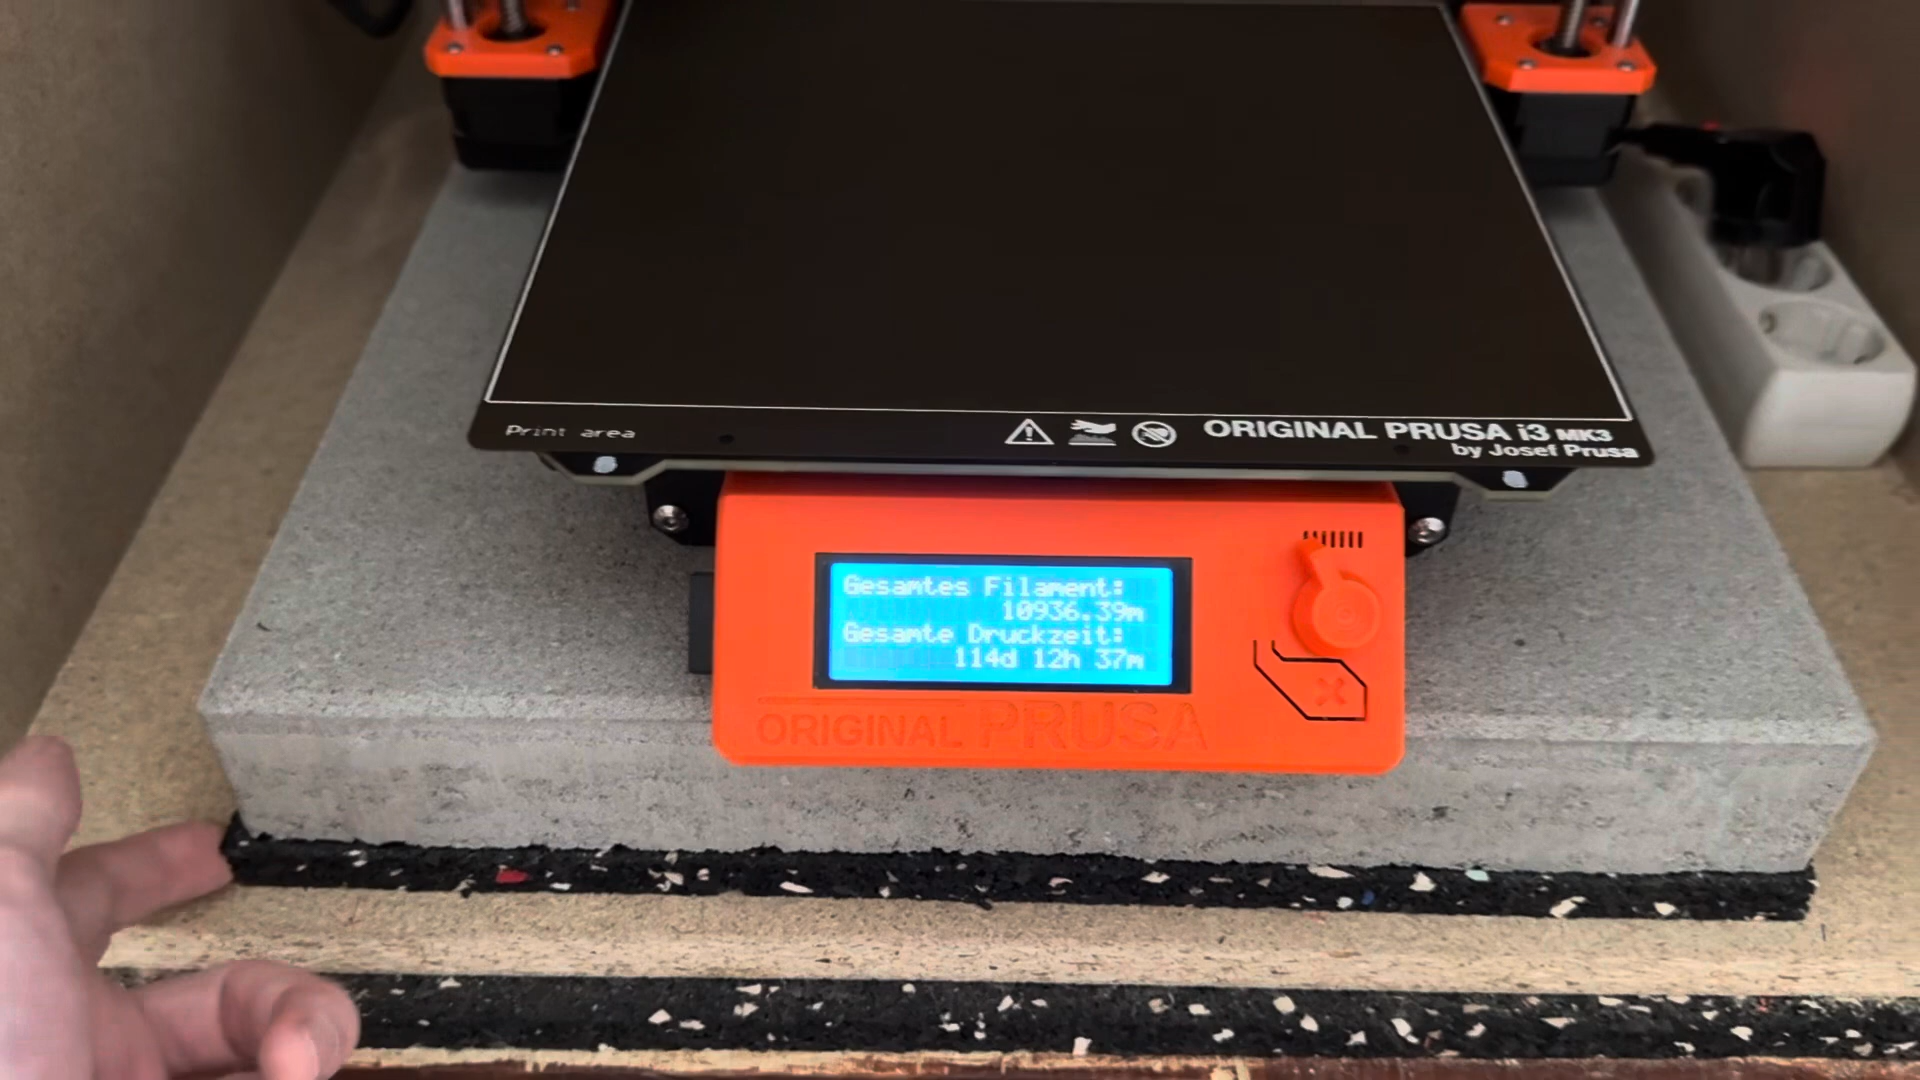 Print area
ORIGINAL PRUSA i3 MK3
by Josef Prusa
Gesamtes Filament:
10936.39m
Gesamte Druckzeit:
114d 12h 37m
ORIGINAL PRUSA